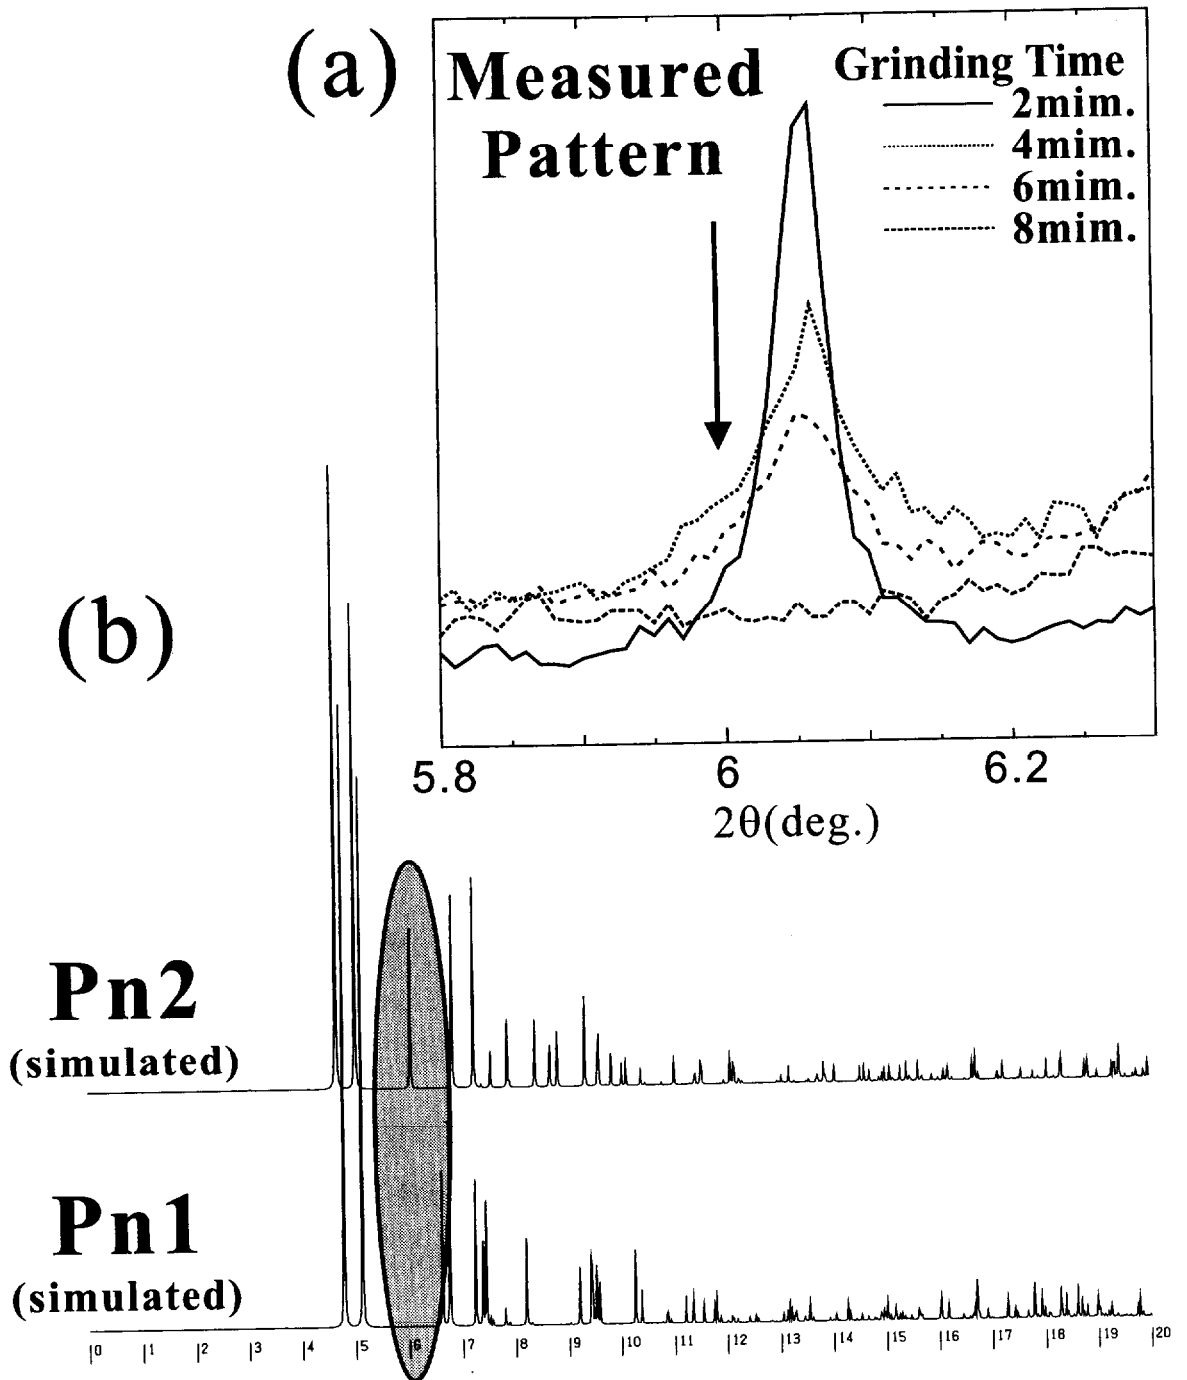 (a)
Measured
Pattern
Grinding Time
2mim.
4mim.
6mim.
8mim.
5.8 6 6.2
2θ(deg.)
(b)
Pn2
(simulated)
Pn1
(simulated)
0 1 2 3 4 5 6 7 8 9 10 11 12 13 14 15 16 17 18 19 20